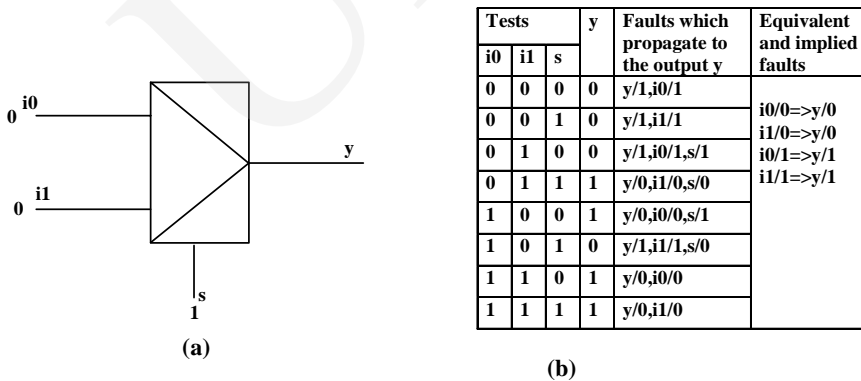 0 i0
y
0 i1
s
1
(a)
Tests y Faults which propagate to the output y Equivalent and implied faults
i0 i1 s
0 0 0 0 y/1,i0/1
0 0 1 0 y/1,i1/1
0 1 0 0 y/1,i0/1,s/1
0 1 1 1 y/0,i1/0,s/0
1 0 0 1 y/0,i0/0,s/1
1 0 1 0 y/1,i1/1,s/0
1 1 0 1 y/0,i0/0
1 1 1 1 y/0,i1/0
i0/0=>y/0
i1/0=>y/0
i0/1=>y/1
i1/1=>y/1
(b)